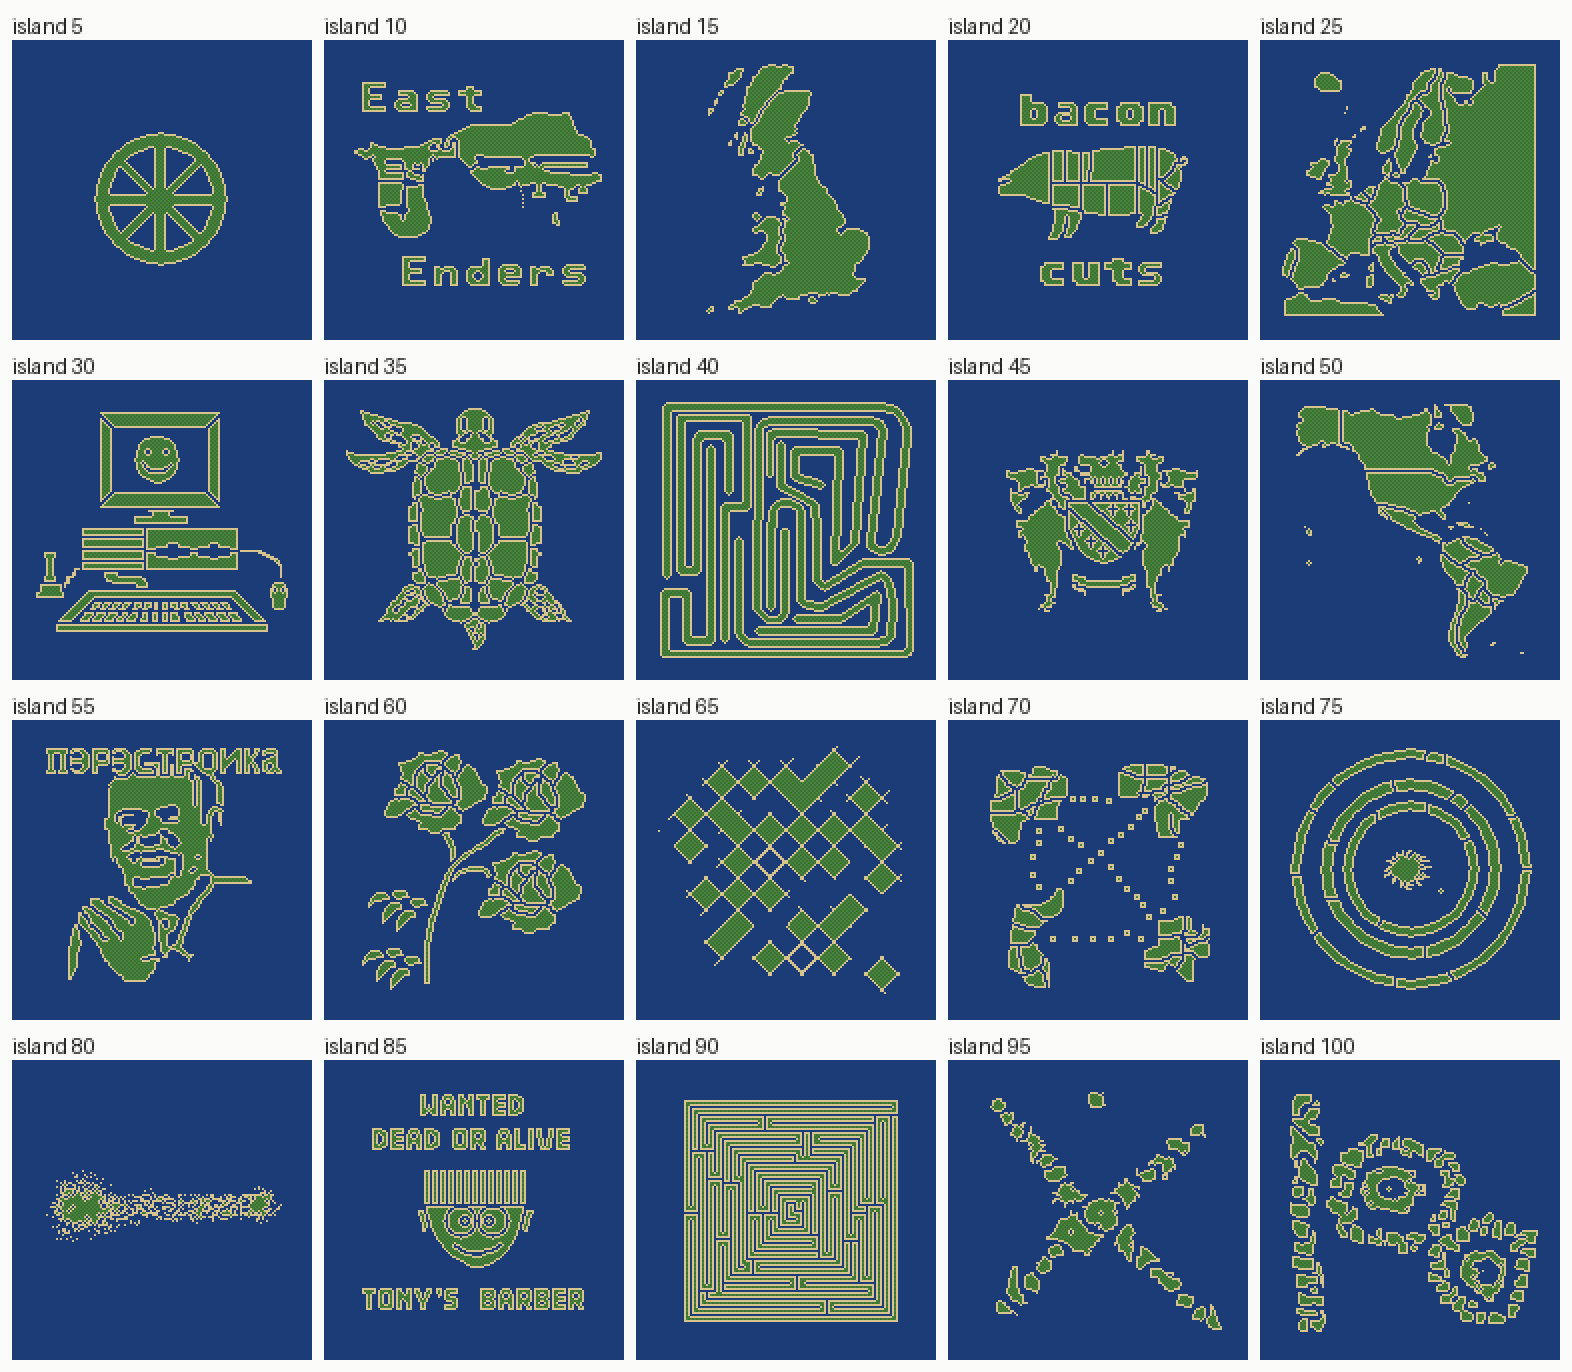 island 5
island 10
island 15
island 20
island 25
East
Enders
bacon
cuts
island 30
island 35
island 40
island 45
island 50
island 55
island 60
island 65
island 70
island 75
ПЭРЭСТРОИКа
island 80
island 85
island 90
island 95
island 100
WANTED
DEAD OR ALIVE
TONY'S BARBER